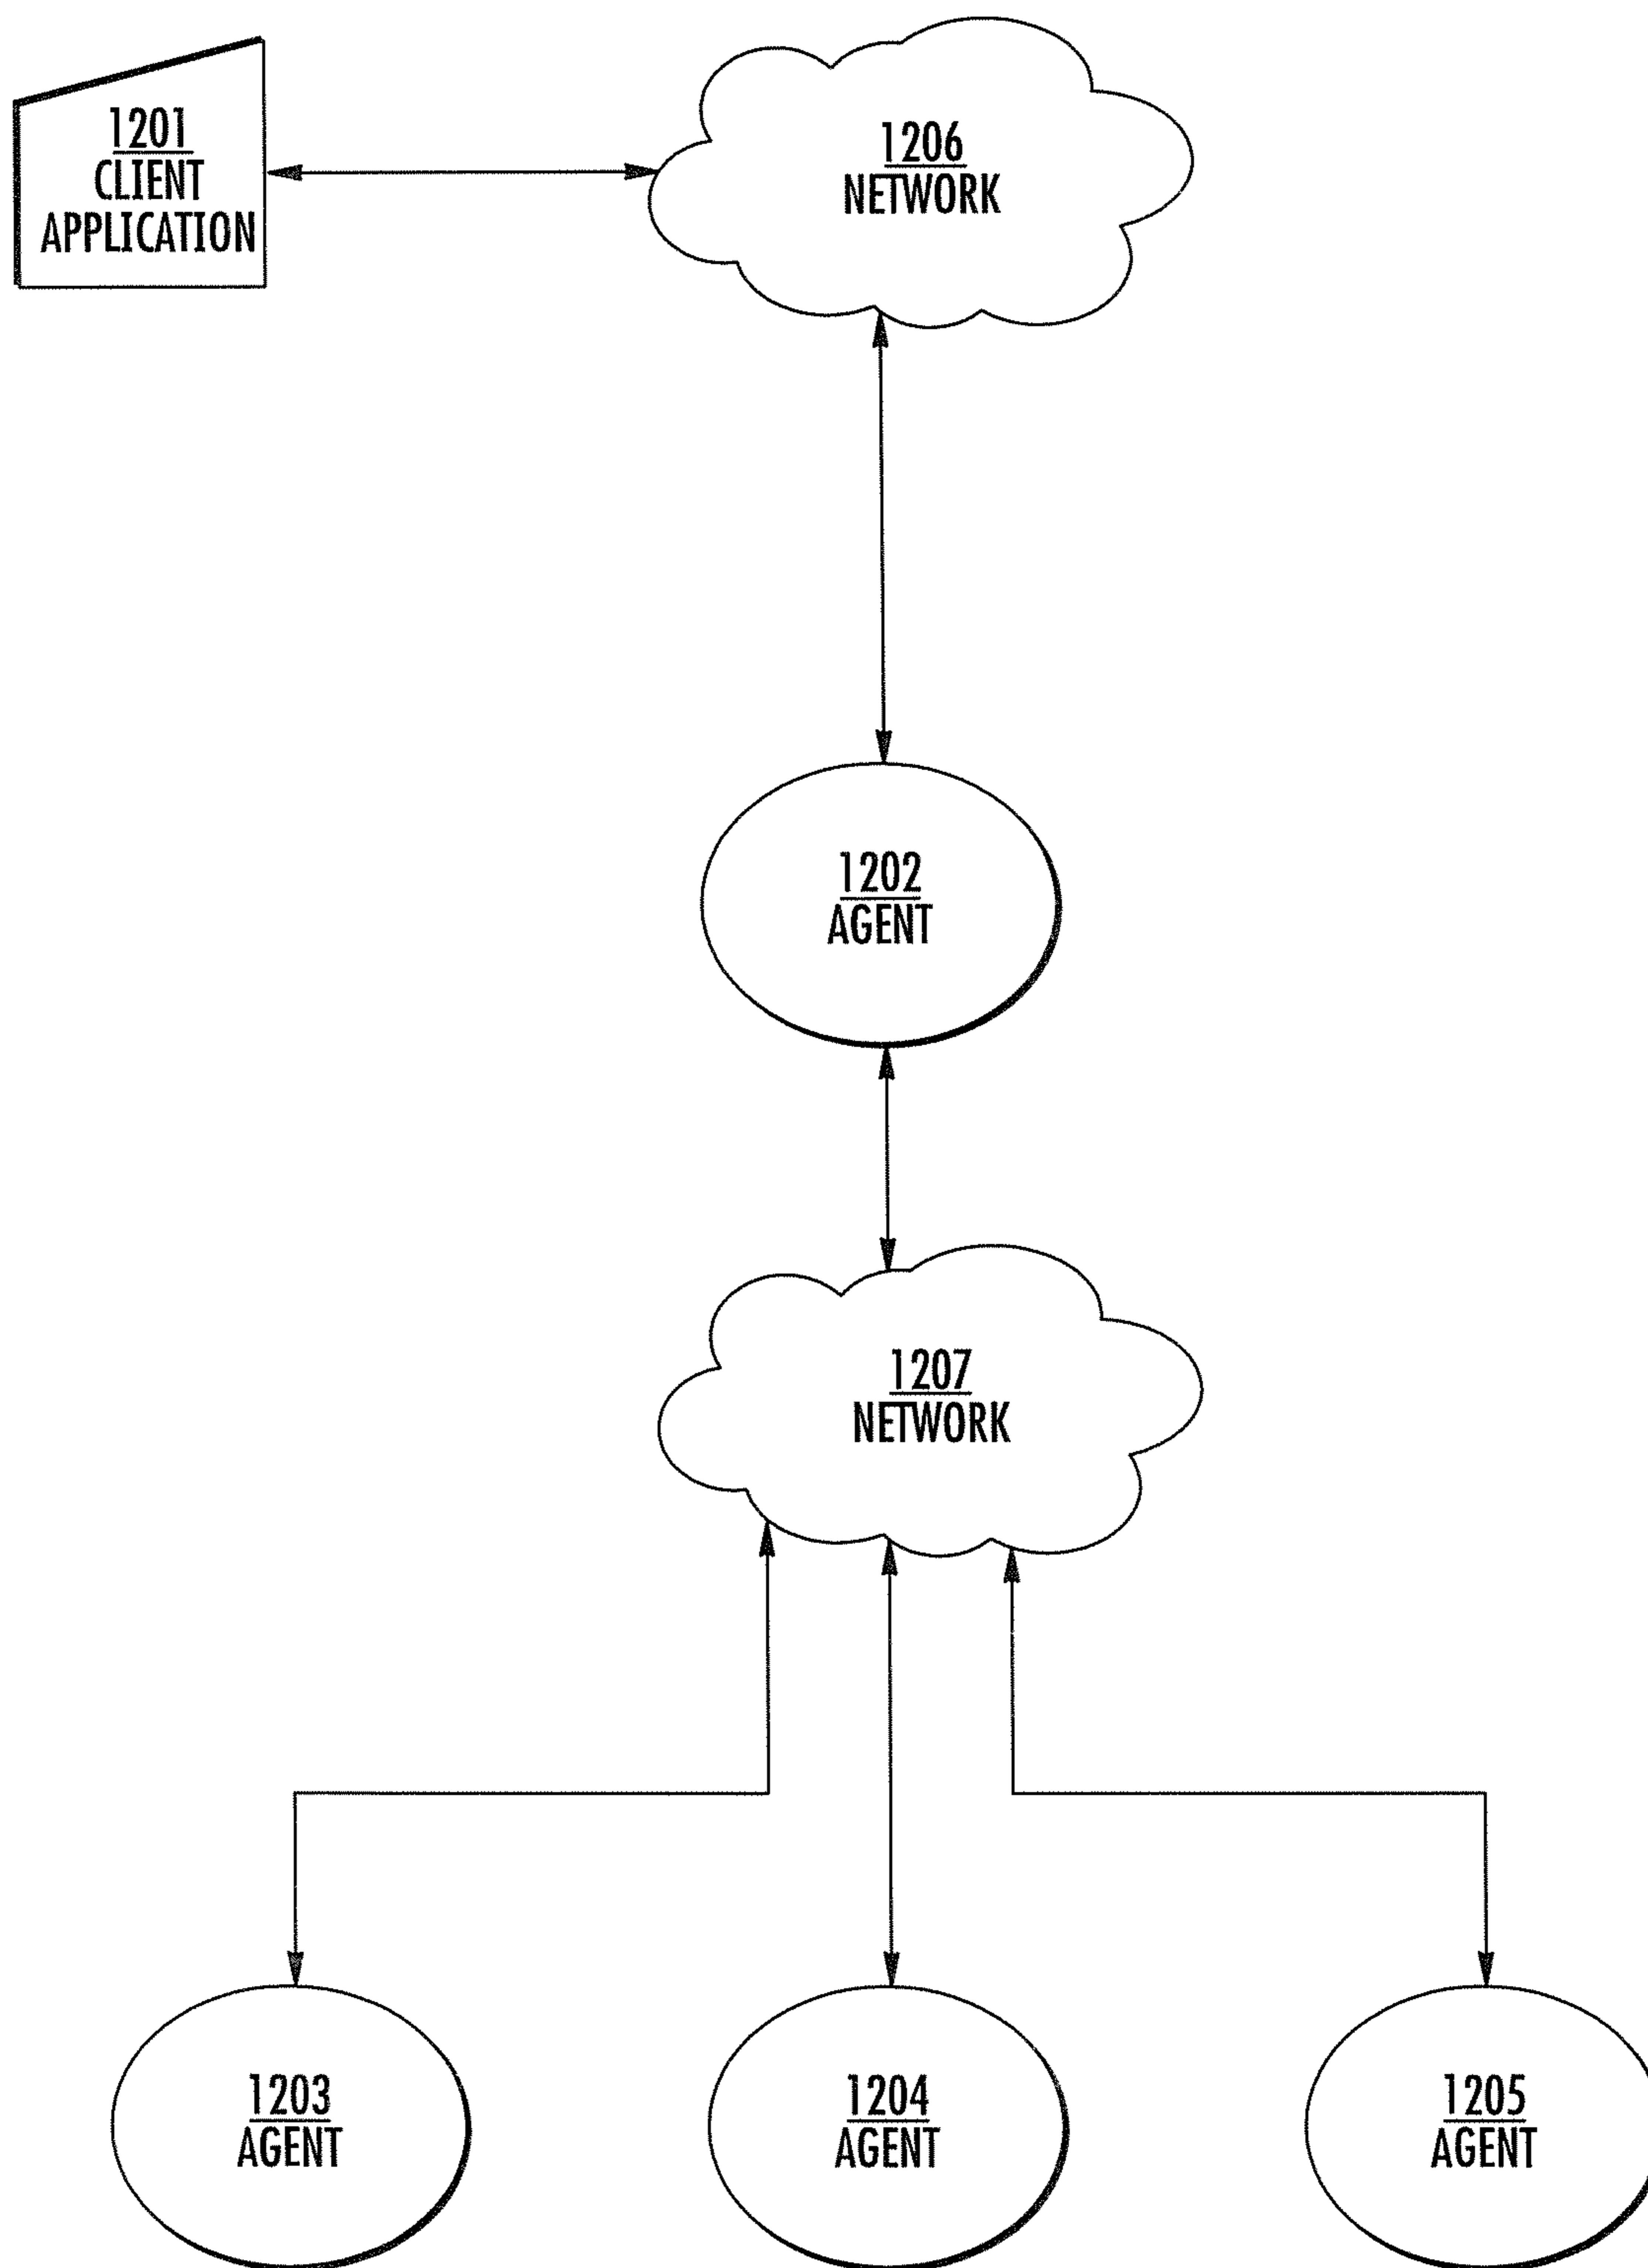 1201
CLIENT
APPLICATION
1206
NETWORK
1202
AGENT
1207
NETWORK
1203
AGENT
1204
AGENT
1205
AGENT